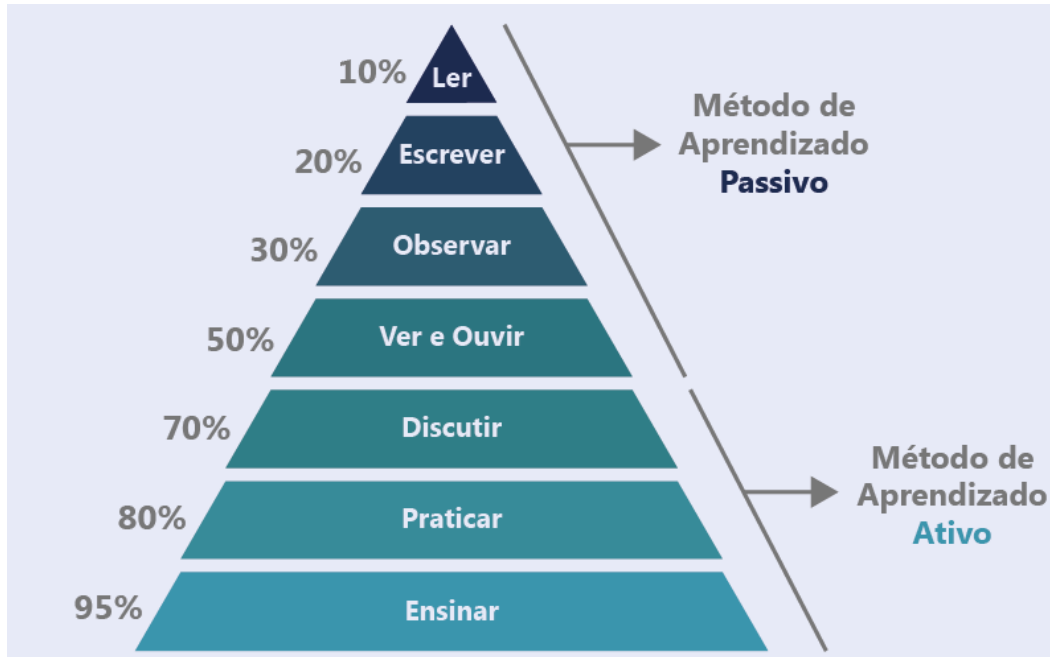 10%
Ler
20%
Escrever
30%
Observar
50%
Ver e Ouvir
70%
Discutir
80%
Praticar
95%
Ensinar
Método de
Aprendizado
Passivo
Método de
Aprendizado
Ativo